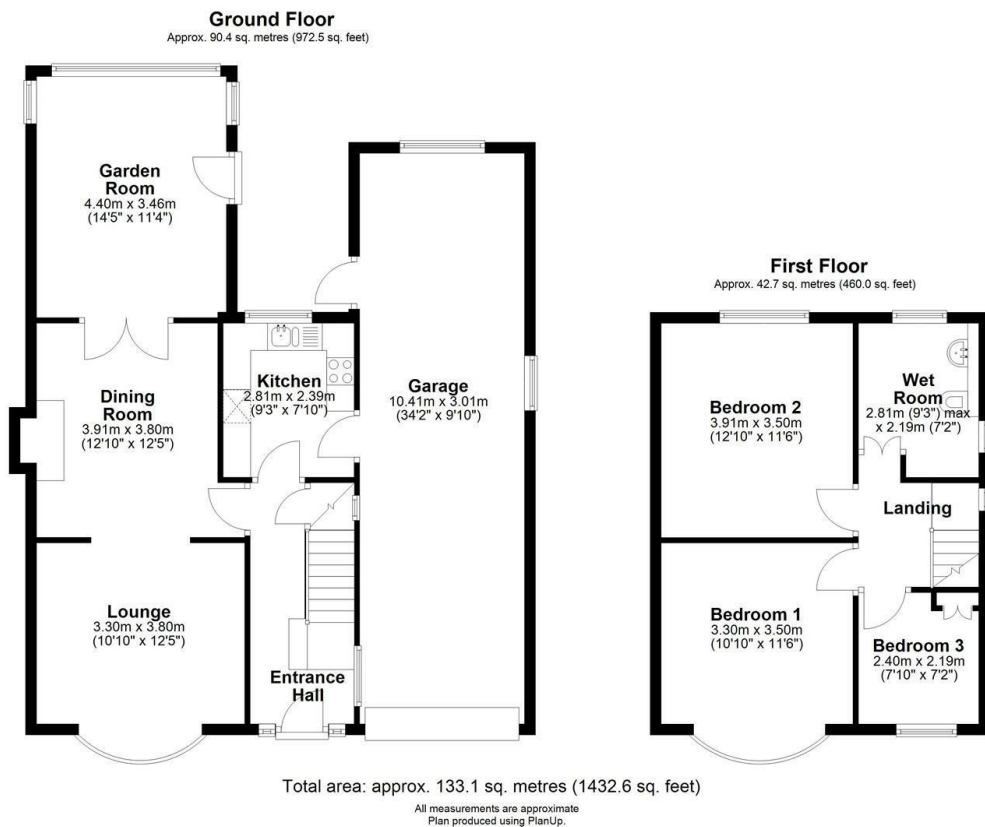 Ground Floor
Approx. 90.4 sq. metres (972.5 sq. feet)
Garden
Room
4.40m x 3.46m
(14'5" x 11'4")
Kitchen
2.81m x 2.39m
(9'3" x 7'10")
Garage
10.41m x 3.01m
(34'2" x 9'10")
Dining
Room
3.91m x 3.80m
(12'10" x 12'5")
Lounge
3.30m x 3.80m
(10'10" x 12'5")
Entrance
Hall
First Floor
Approx. 42.7 sq. metres (460.0 sq. feet)
Bedroom 2
3.91m x 3.50m
(12'10" x 11'6")
Wet
Room
2.81m (9'3") max
x 2.19m (7'2")
Landing
Bedroom 1
3.30m x 3.50m
(10'10" x 11'6")
Bedroom 3
2.40m x 2.19m
(7'10" x 7'2")
Total area: approx. 133.1 sq. metres (1432.6 sq. feet)
All measurements are approximate
Plan produced using PlanUp.